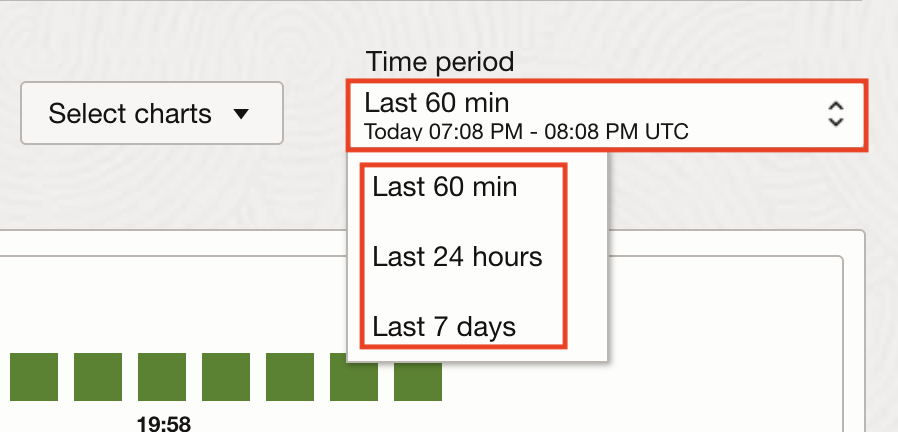 Time period
Select charts
Last 60 min
Today 07:08 PM - 08:08 PM UTC
Last 60 min
Last 24 hours
Last 7 days
19:58